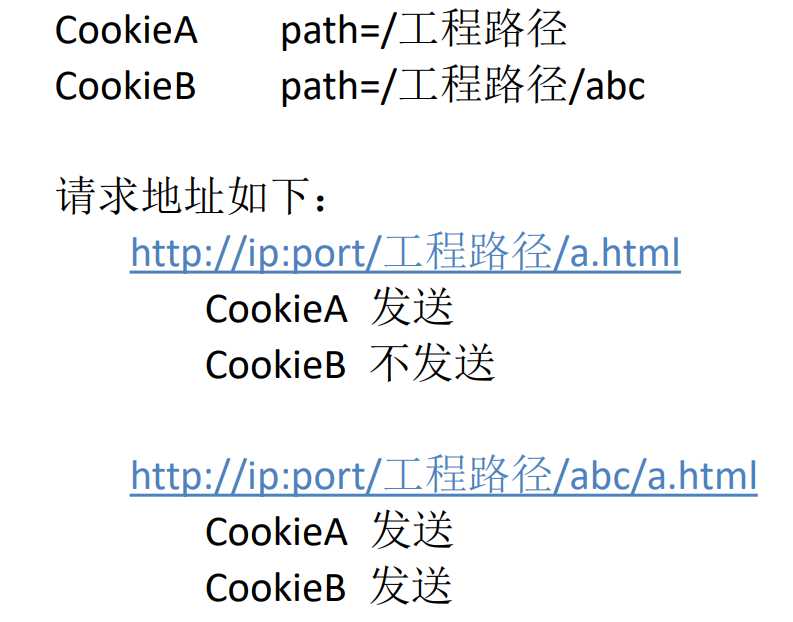 CookieA path=/工程路径
CookieB path=/工程路径/abc
请求地址如下：
http://ip:port/工程路径/a.html
CookieA 发送
CookieB 不发送
http://ip:port/工程路径/abc/a.html
CookieA 发送
CookieB 发送